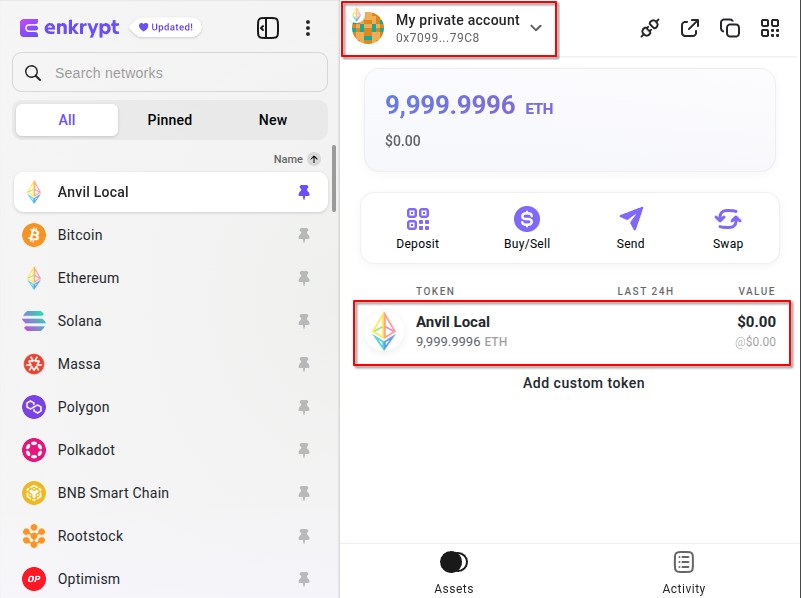 enkrypt
Updated!
Search networks
All
Pinned
New
Name
Anvil Local
Bitcoin
Ethereum
Solana
Massa
Polygon
Polkadot
BNB Smart Chain
Rootstock
OP
Optimism
My private account
0x7099...79C8
9,999.9996 ETH
$0.00
Deposit
Buy/Sell
Send
Swap
TOKEN LAST 24H VALUE
Anvil Local $0.00
9,999.9996 ETH @$0.00
Add custom token
Assets
Activity